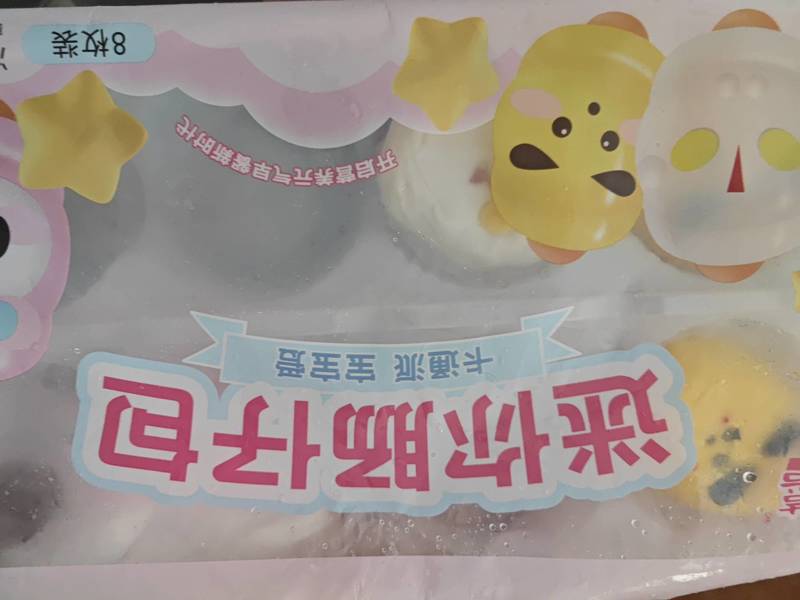 迷你肠仔包
卡通派 宝宝爱
开启营养元气早餐新时代
8枚装